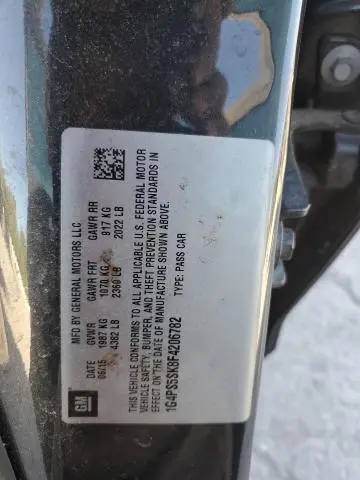 MFD BY GENERAL MOTORS LLC
DATE GVWR GAWR FRT GAWR RR
06/15 1987 KG 1070 KG 917 KG
4382 LB 2360 LB 2022 LB
THIS VEHICLE CONFORMS TO ALL APPLICABLE U.S. FEDERAL MOTOR
VEHICLE SAFETY, BUMPER, AND THEFT PREVENTION STANDARDS IN
EFFECT ON THE DATE OF MANUFACTURE SHOWN ABOVE.
1G4PS5SK8F4206782 TYPE: PASS CAR
GM